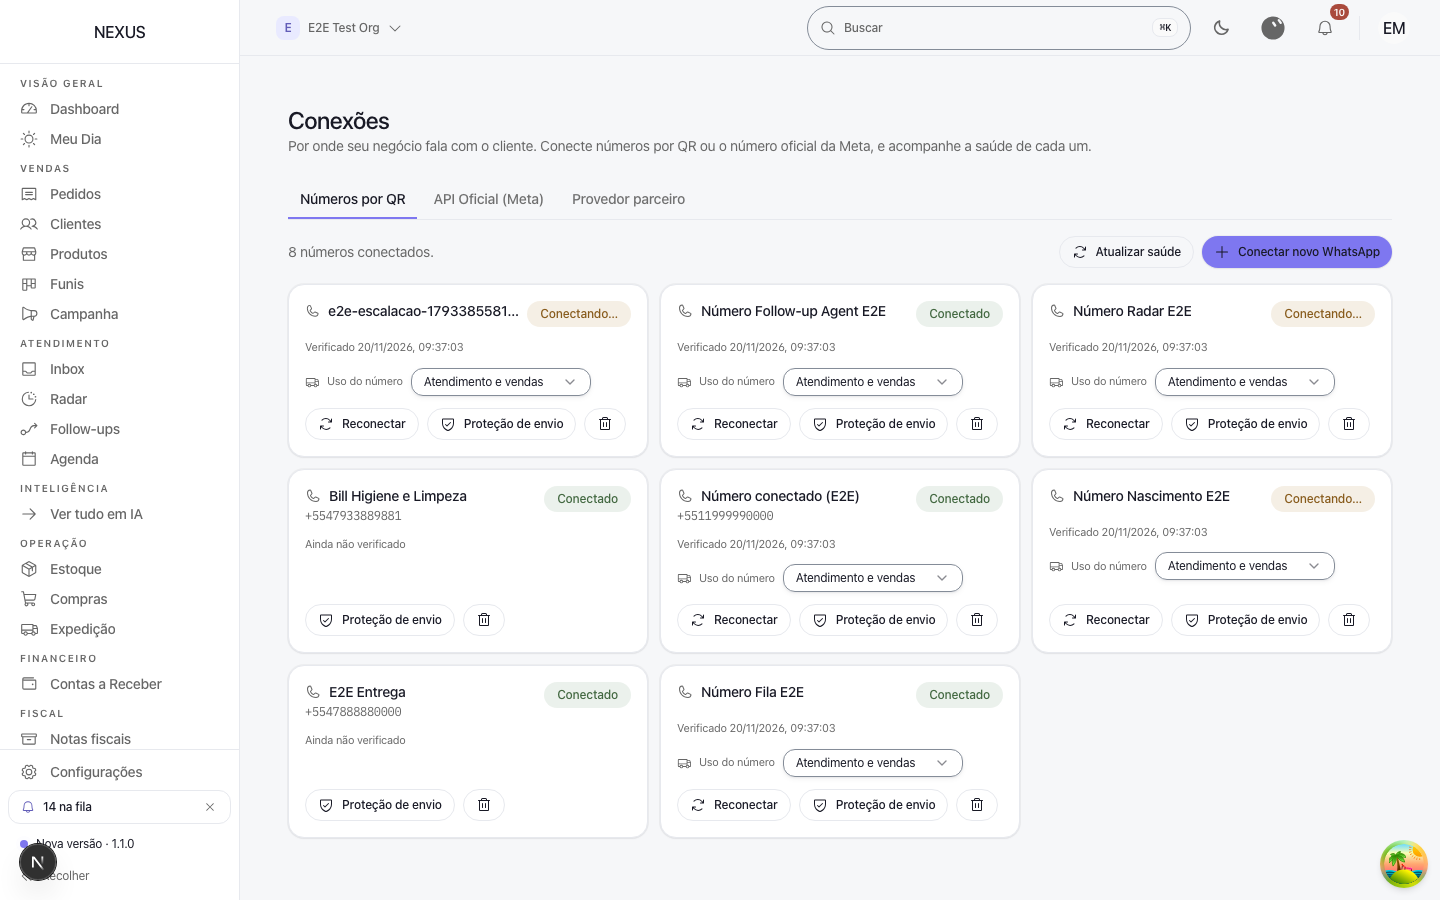 NEXUS
E E2E Test Org
Buscar ⌘K
10
EM
VISÃO GERAL
Dashboard
Meu Dia
VENDAS
Pedidos
Clientes
Produtos
Funis
Campanha
ATENDIMENTO
Inbox
Radar
Follow-ups
Agenda
INTELIGÊNCIA
Ver tudo em IA
OPERAÇÃO
Estoque
Compras
Expedição
FINANCEIRO
Contas a Receber
FISCAL
Notas fiscais
Configurações
14 na fila
Nova versão · 1.1.0
N
Conexões
Por onde seu negócio fala com o cliente. Conecte números por QR ou o número oficial da Meta, e acompanhe a saúde de cada um.
Números por QR API Oficial (Meta) Provedor parceiro
8 números conectados.
Atualizar saúde Conectar novo WhatsApp
e2e-escalacao-1793385581... Conectando...
Verificado 20/11/2026, 09:37:03
Uso do número Atendimento e vendas
Reconectar Proteção de envio
Número Follow-up Agent E2E Conectado
Verificado 20/11/2026, 09:37:03
Uso do número Atendimento e vendas
Reconectar Proteção de envio
Número Radar E2E Conectando...
Verificado 20/11/2026, 09:37:03
Uso do número Atendimento e vendas
Reconectar Proteção de envio
Bill Higiene e Limpeza Conectado
+5547933889881
Ainda não verificado
Proteção de envio
Número conectado (E2E) Conectado
+5511999990000
Verificado 20/11/2026, 09:37:03
Uso do número Atendimento e vendas
Reconectar Proteção de envio
Número Nascimento E2E Conectando...
Verificado 20/11/2026, 09:37:03
Uso do número Atendimento e vendas
Reconectar Proteção de envio
E2E Entrega Conectado
+5547888880000
Ainda não verificado
Proteção de envio
Número Fila E2E Conectado
Verificado 20/11/2026, 09:37:03
Uso do número Atendimento e vendas
Reconectar Proteção de envio